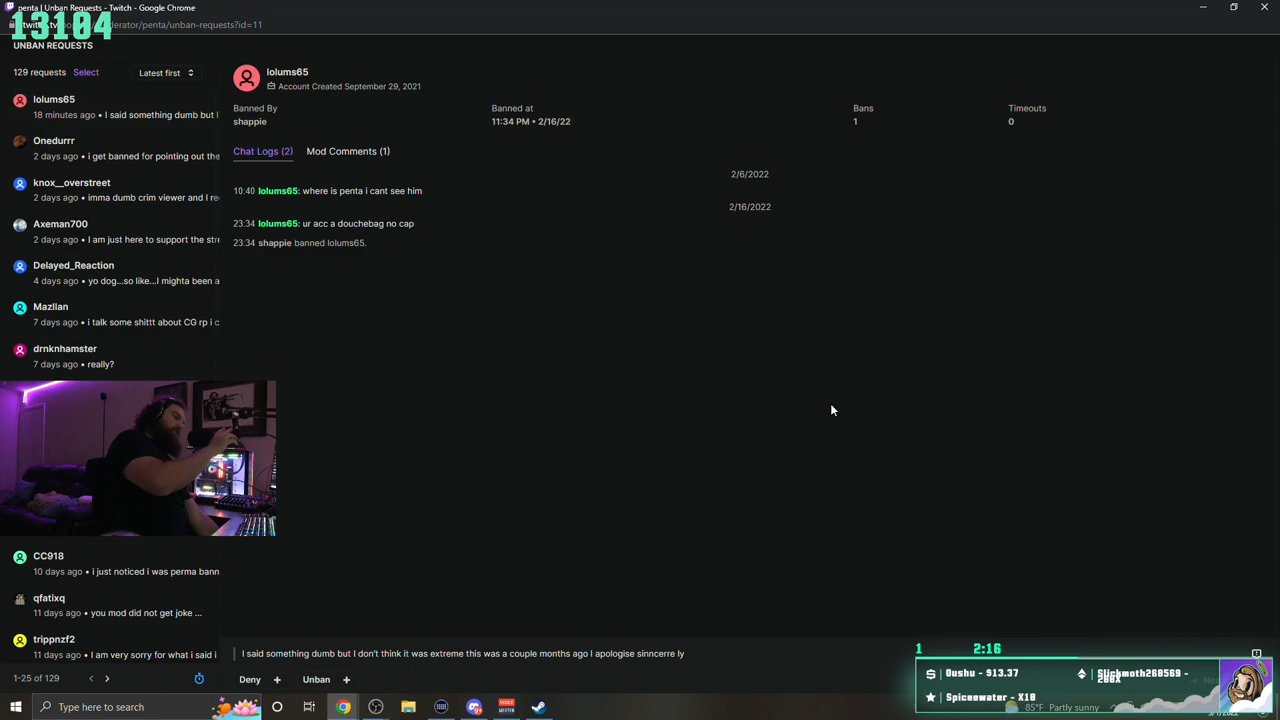 penta | Unban Requests - Twitch - Google Chrome
13104
oderator/penta/unban-requests?id=11
UNBAN REQUESTS
129 requests Select Latest first
lolums65
18 minutes ago • I said something dumb but I
Onedurrr
2 days ago • i get banned for pointing out the
knox__overstreet
2 days ago • imma dumb crim viewer and I re
Axeman700
2 days ago • I am just here to support the stre
Delayed_Reaction
4 days ago • yo dog...so like...I mighta been a
Mazllan
7 days ago • i talk some shittt about CG rp i c
drnknhamster
7 days ago • really?
CC918
10 days ago • i just noticed i was perma bann
qfatixq
11 days ago • you mod did not get joke ...
trippnzf2
11 days ago • I am very sorry for what i said i
1-25 of 129
lolums65
Account Created September 29, 2021
Banned By Banned at Bans Timeouts
shappie 11:34 PM • 2/16/22 1 0
Chat Logs (2) Mod Comments (1)
2/6/2022
10:40 lolums65: where is penta i cant see him
2/16/2022
23:34 lolums65: ur acc a douchebag no cap
23:34 shappie banned lolums65.
I said something dumb but I don't think it was extreme this was a couple months ago I apologise sinncerre ly
Deny + Unban +
1 2:16
Oushu - $13.37
Spicoowater - X18
Type here to search
85°F Partly sunny